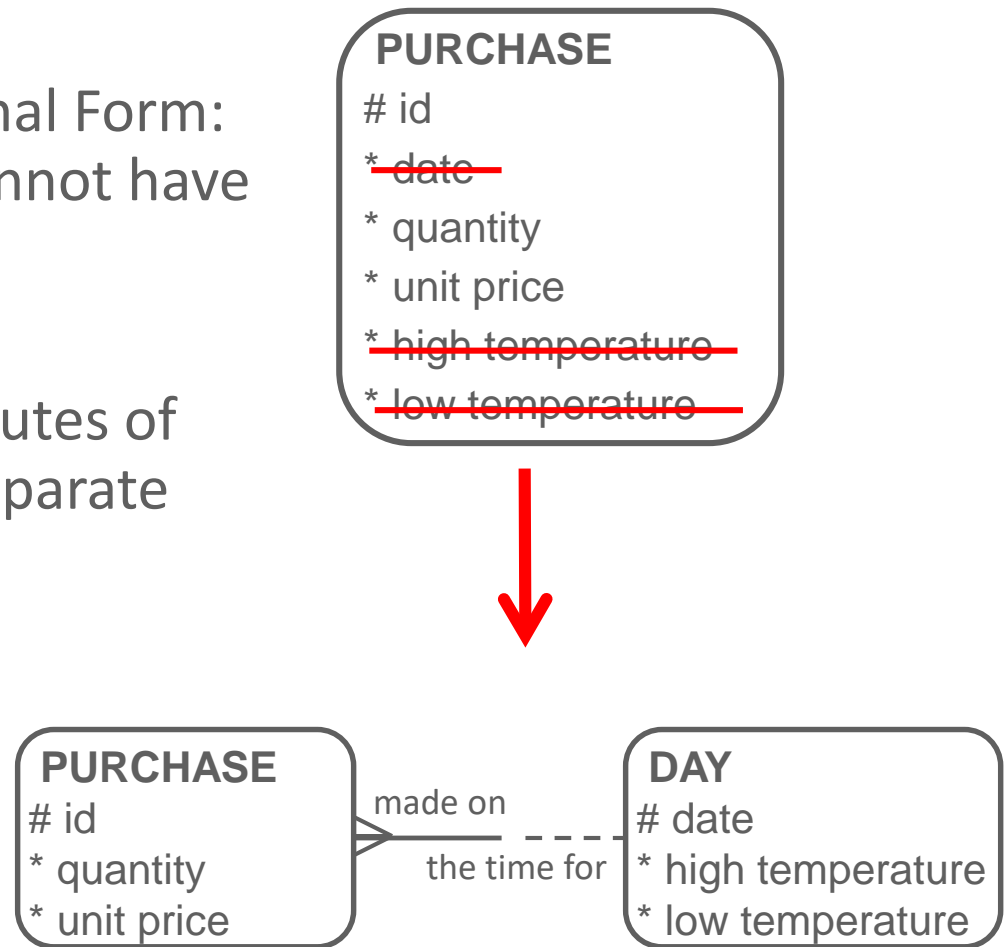 nal Form:
nnot have
utes of
parate
PURCHASE
# id
* date
* quantity
* unit price
* high temperature
* low temperature
PURCHASE
# id
* quantity
* unit price
made on
the time for
DAY
# date
* high temperature
* low temperature